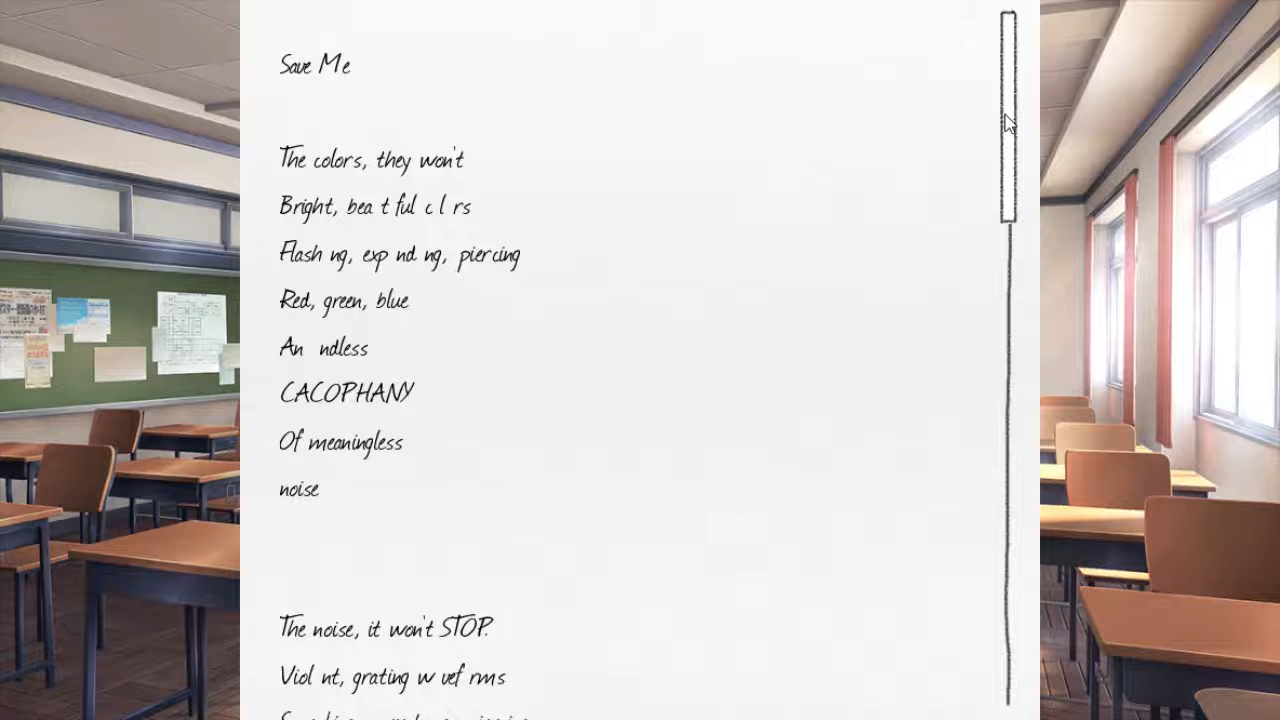 Save Me
The colors, they won't
Bright, bea t ful c l rs
Flash ng, exp nd ng, piercing
Red, green, blue
An  ndless
CACOPHANY
Of meaningless
noise
The noise, it won't STOP.
Viol nt, grating w vef rms